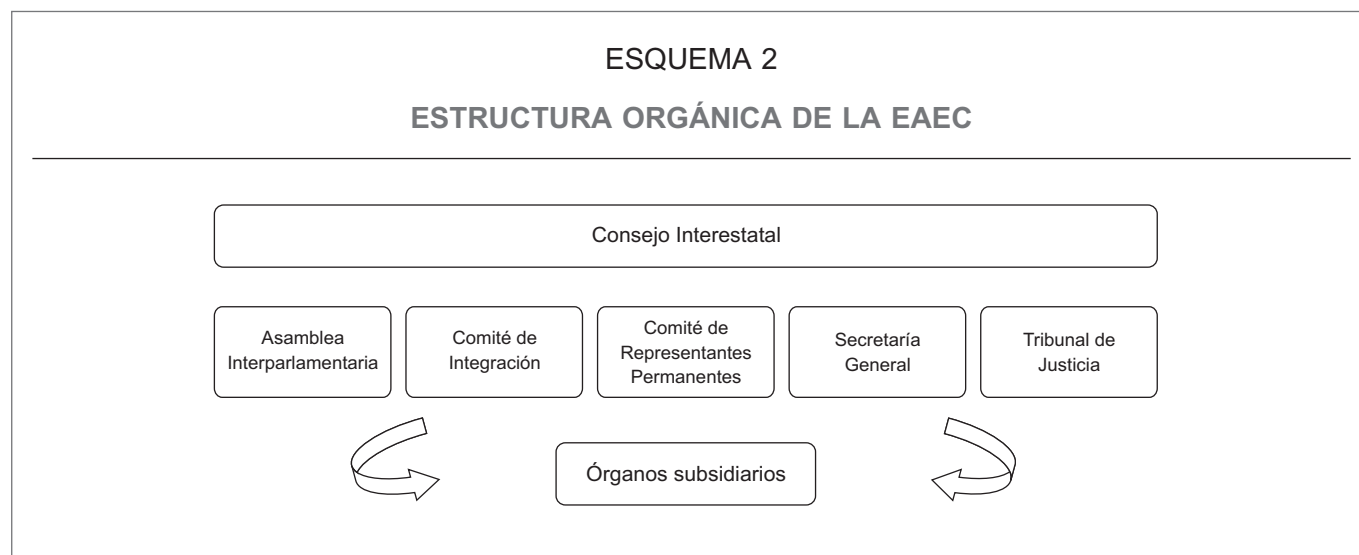 ESQUEMA 2
ESTRUCTURA ORGÁNICA DE LA EAEC
Consejo Interestatal
Asamblea
Interparlamentaria
Comité de
Integración
Comité de
Representantes
Permanentes
Secretaría
General
Tribunal de
Justicia
Órganos subsidiarios